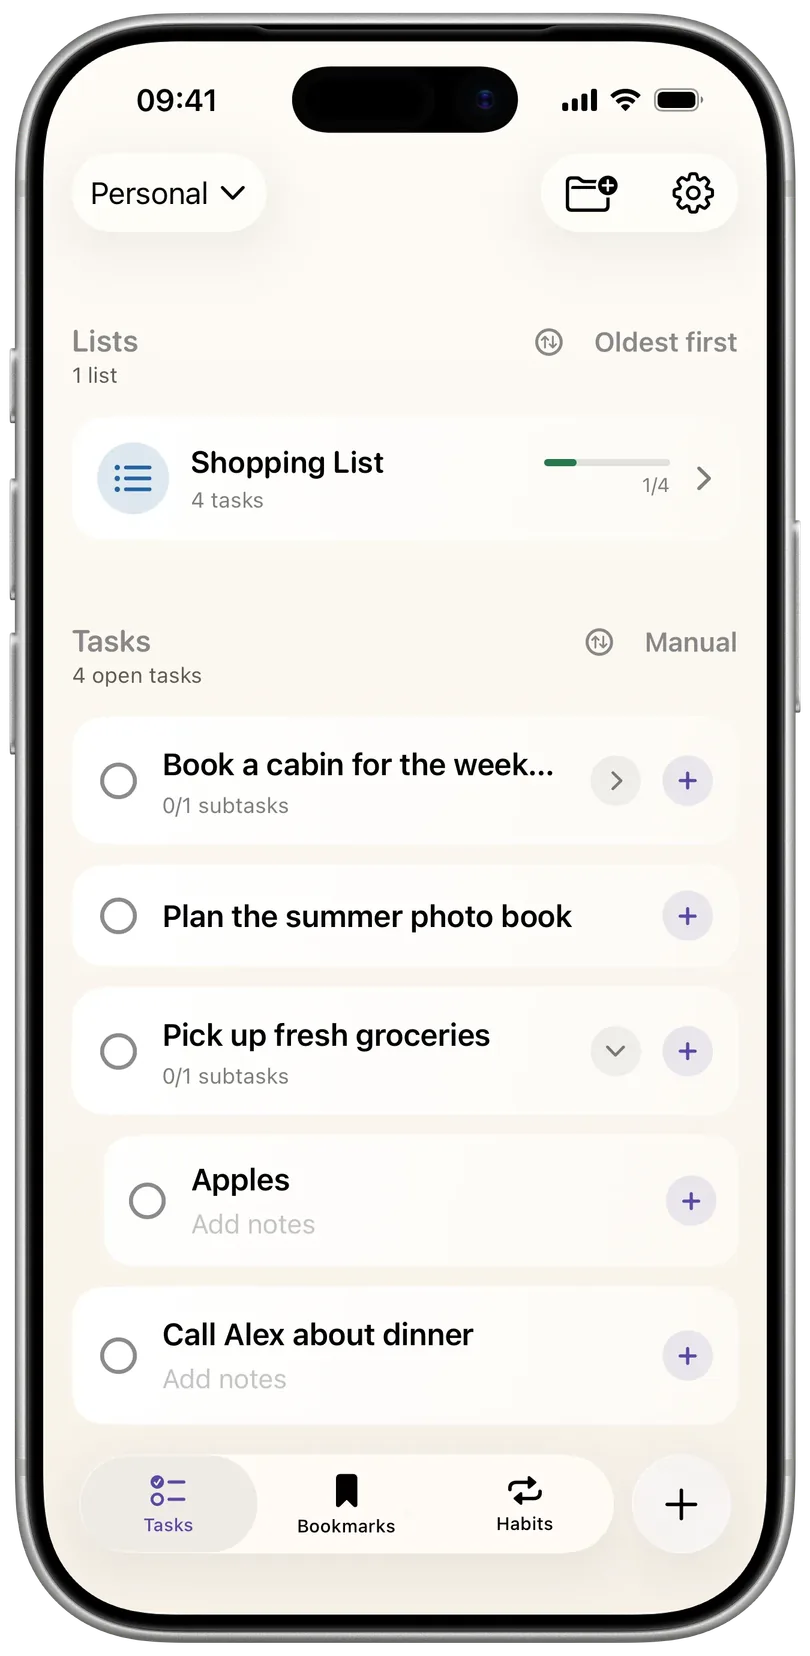 09:41
Personal
Lists
Oldest first
1 list
Shopping List
4 tasks
1/4
Tasks
Manual
4 open tasks
Book a cabin for the week...
0/1 subtasks
Plan the summer photo book
Pick up fresh groceries
0/1 subtasks
Apples
Add notes
Call Alex about dinner
Add notes
Tasks
Bookmarks
Habits